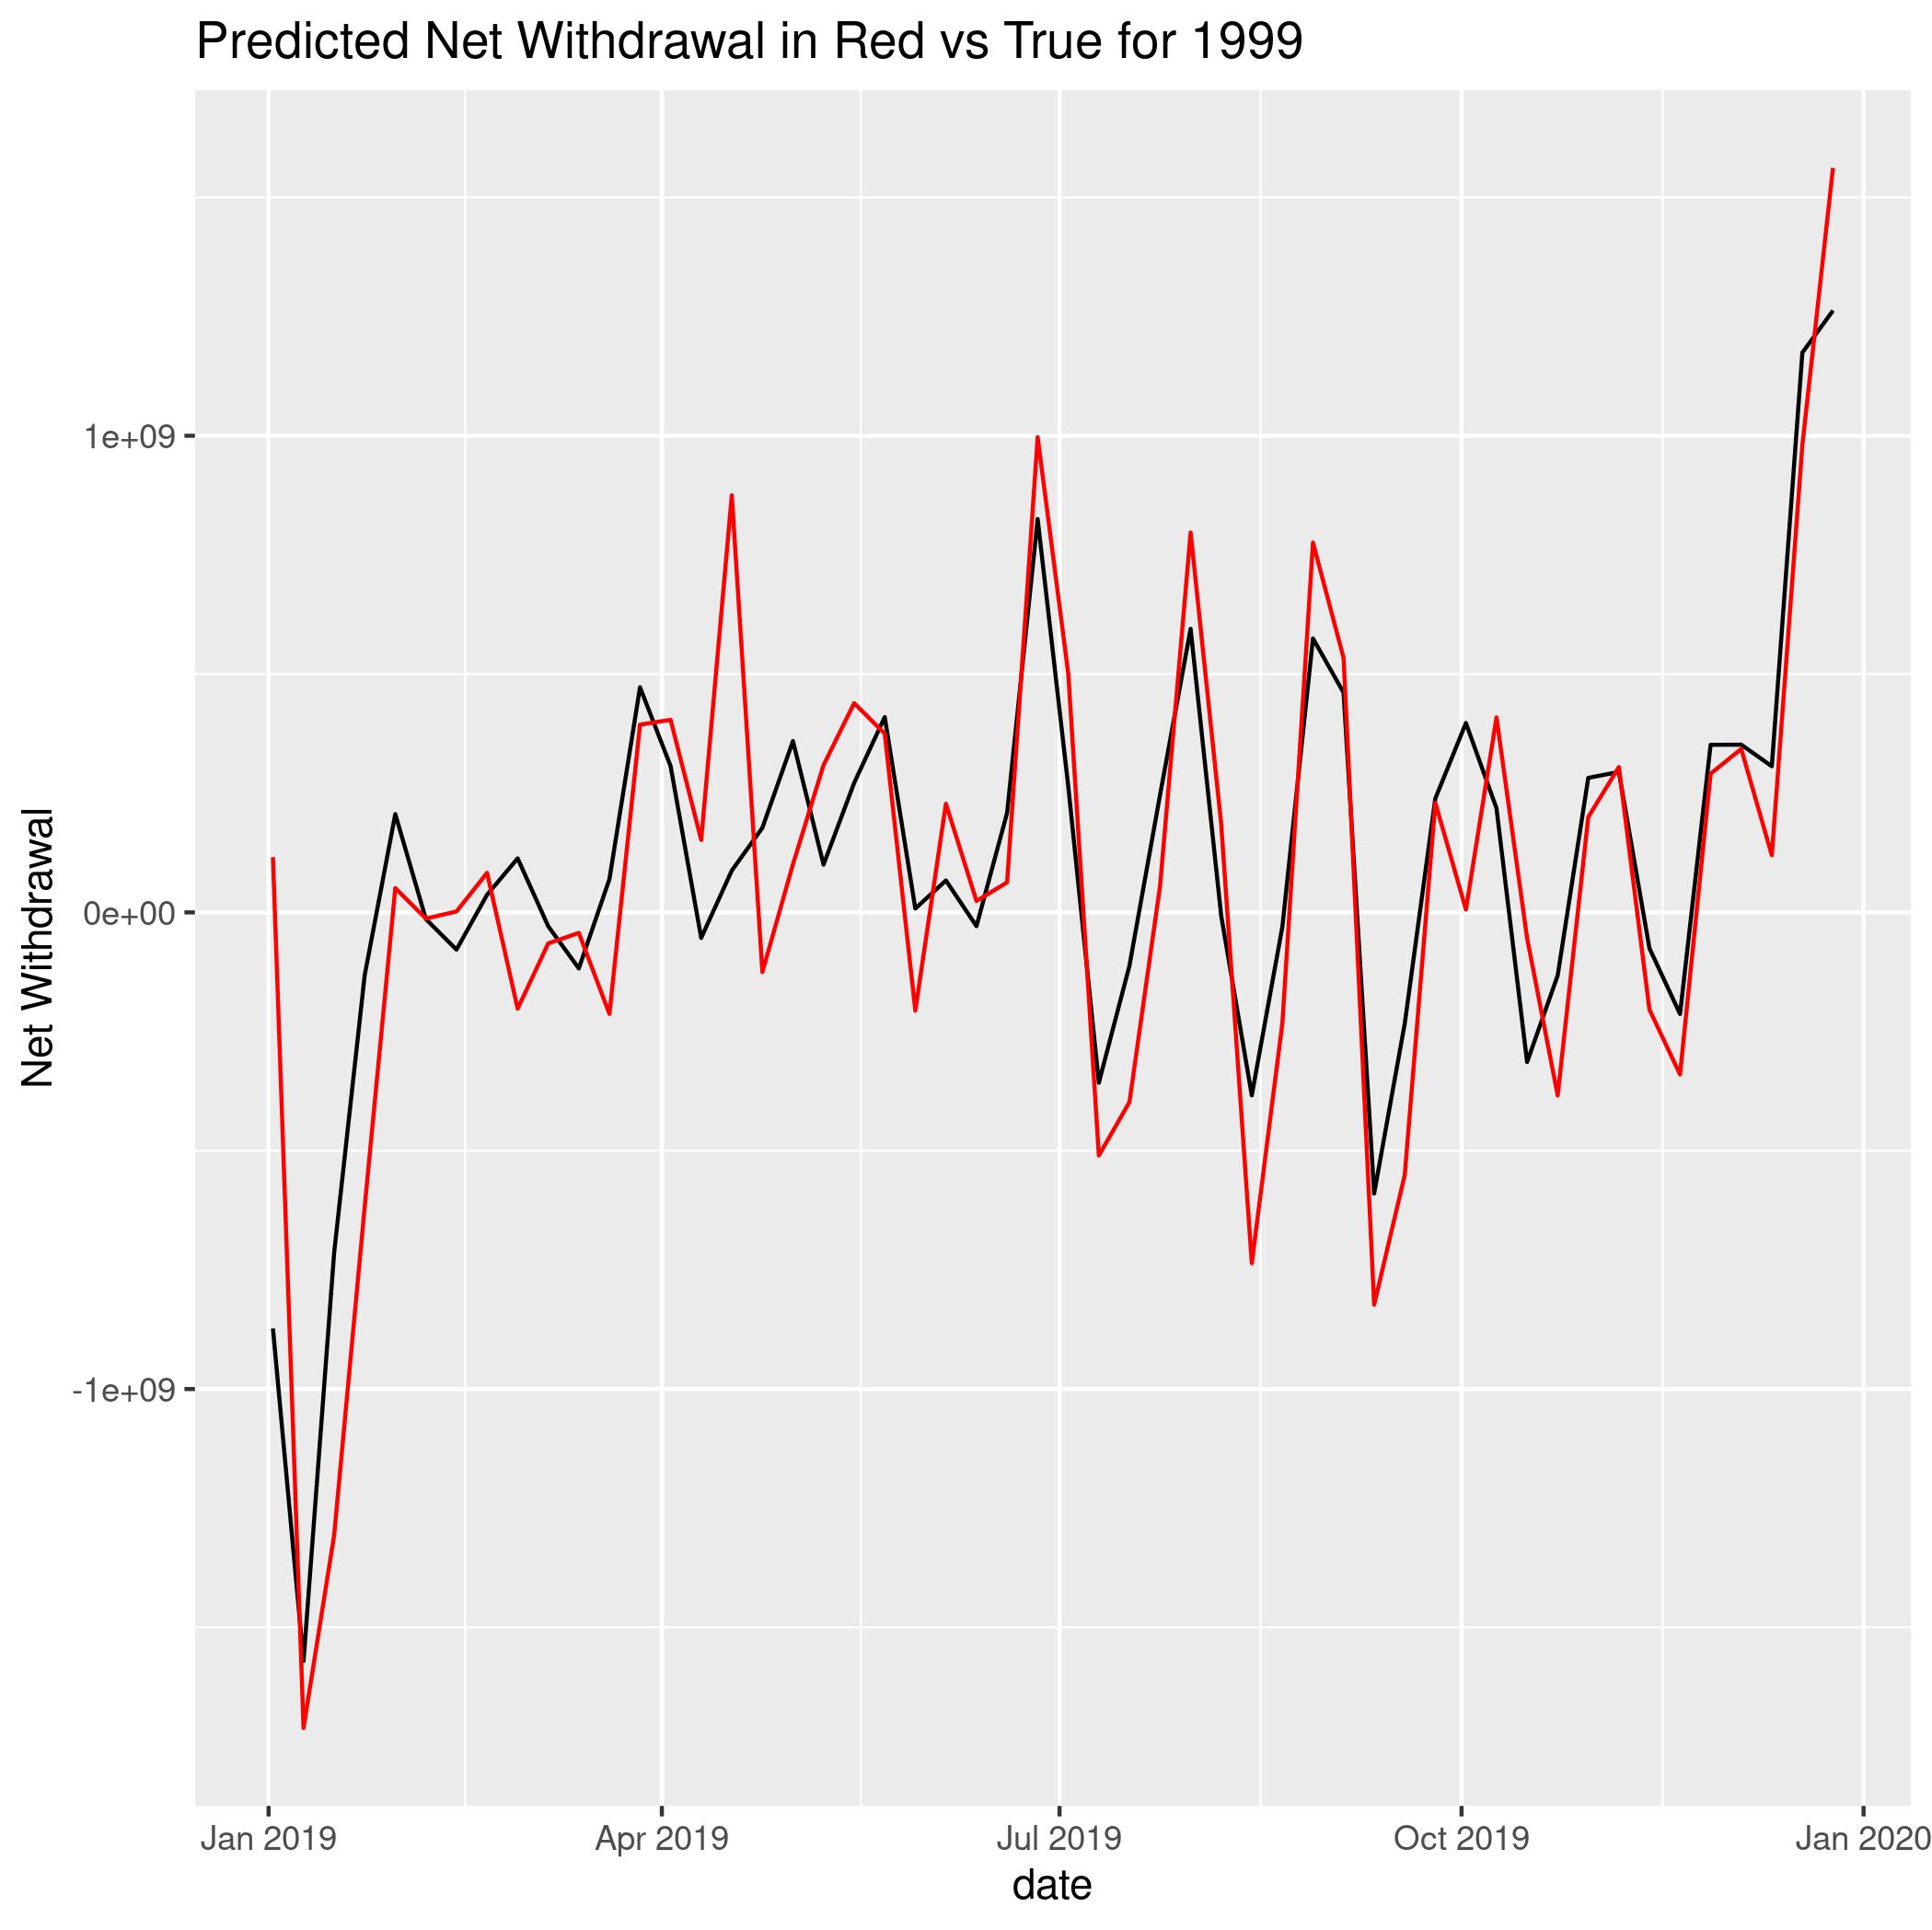 Predicted Net Withdrawal in Red vs True for 1999
Net Withdrawal
1e+09
0e+00
-1e+09
Jan 2019
Apr 2019
Jul 2019
Oct 2019
Jan 2020
date